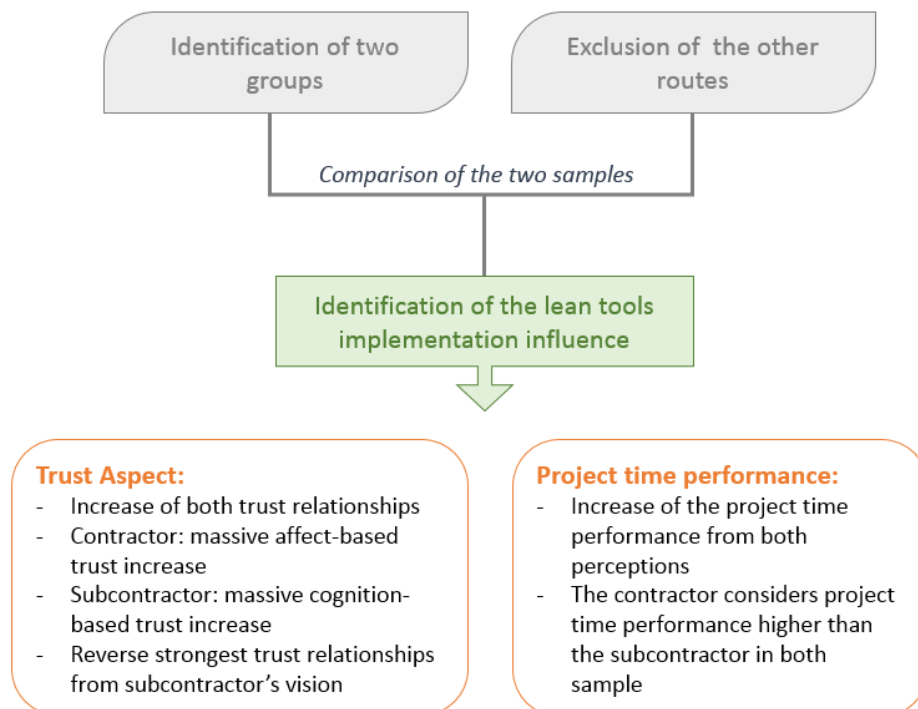 Identification of two
groups
Exclusion of the other
routes
Comparison of the two samples
Identification of the lean tools
implementation influence
Trust Aspect:
- Increase of both trust relationships
- Contractor: massive affect-based
trust increase
- Subcontractor: massive cognition-
based trust increase
- Reverse strongest trust relationships
from subcontractor's vision
Project time performance:
- Increase of the project time
performance from both
perceptions
- The contractor considers project
time performance higher than
the subcontractor in both
sample